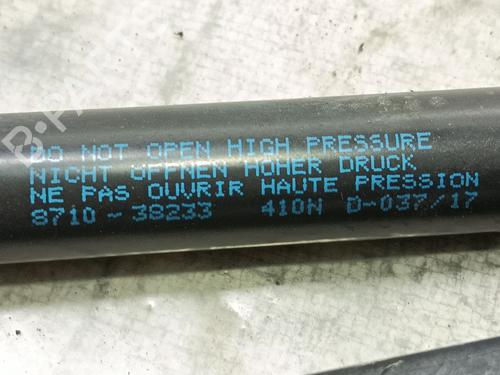 DO NOT OPEN HIGH PRESSURE
NICHT ÖFFNEN HOHER DRUCK
NE PAS OUVRIR HAUTE PRESSION
8710-38233 410N D-037/17